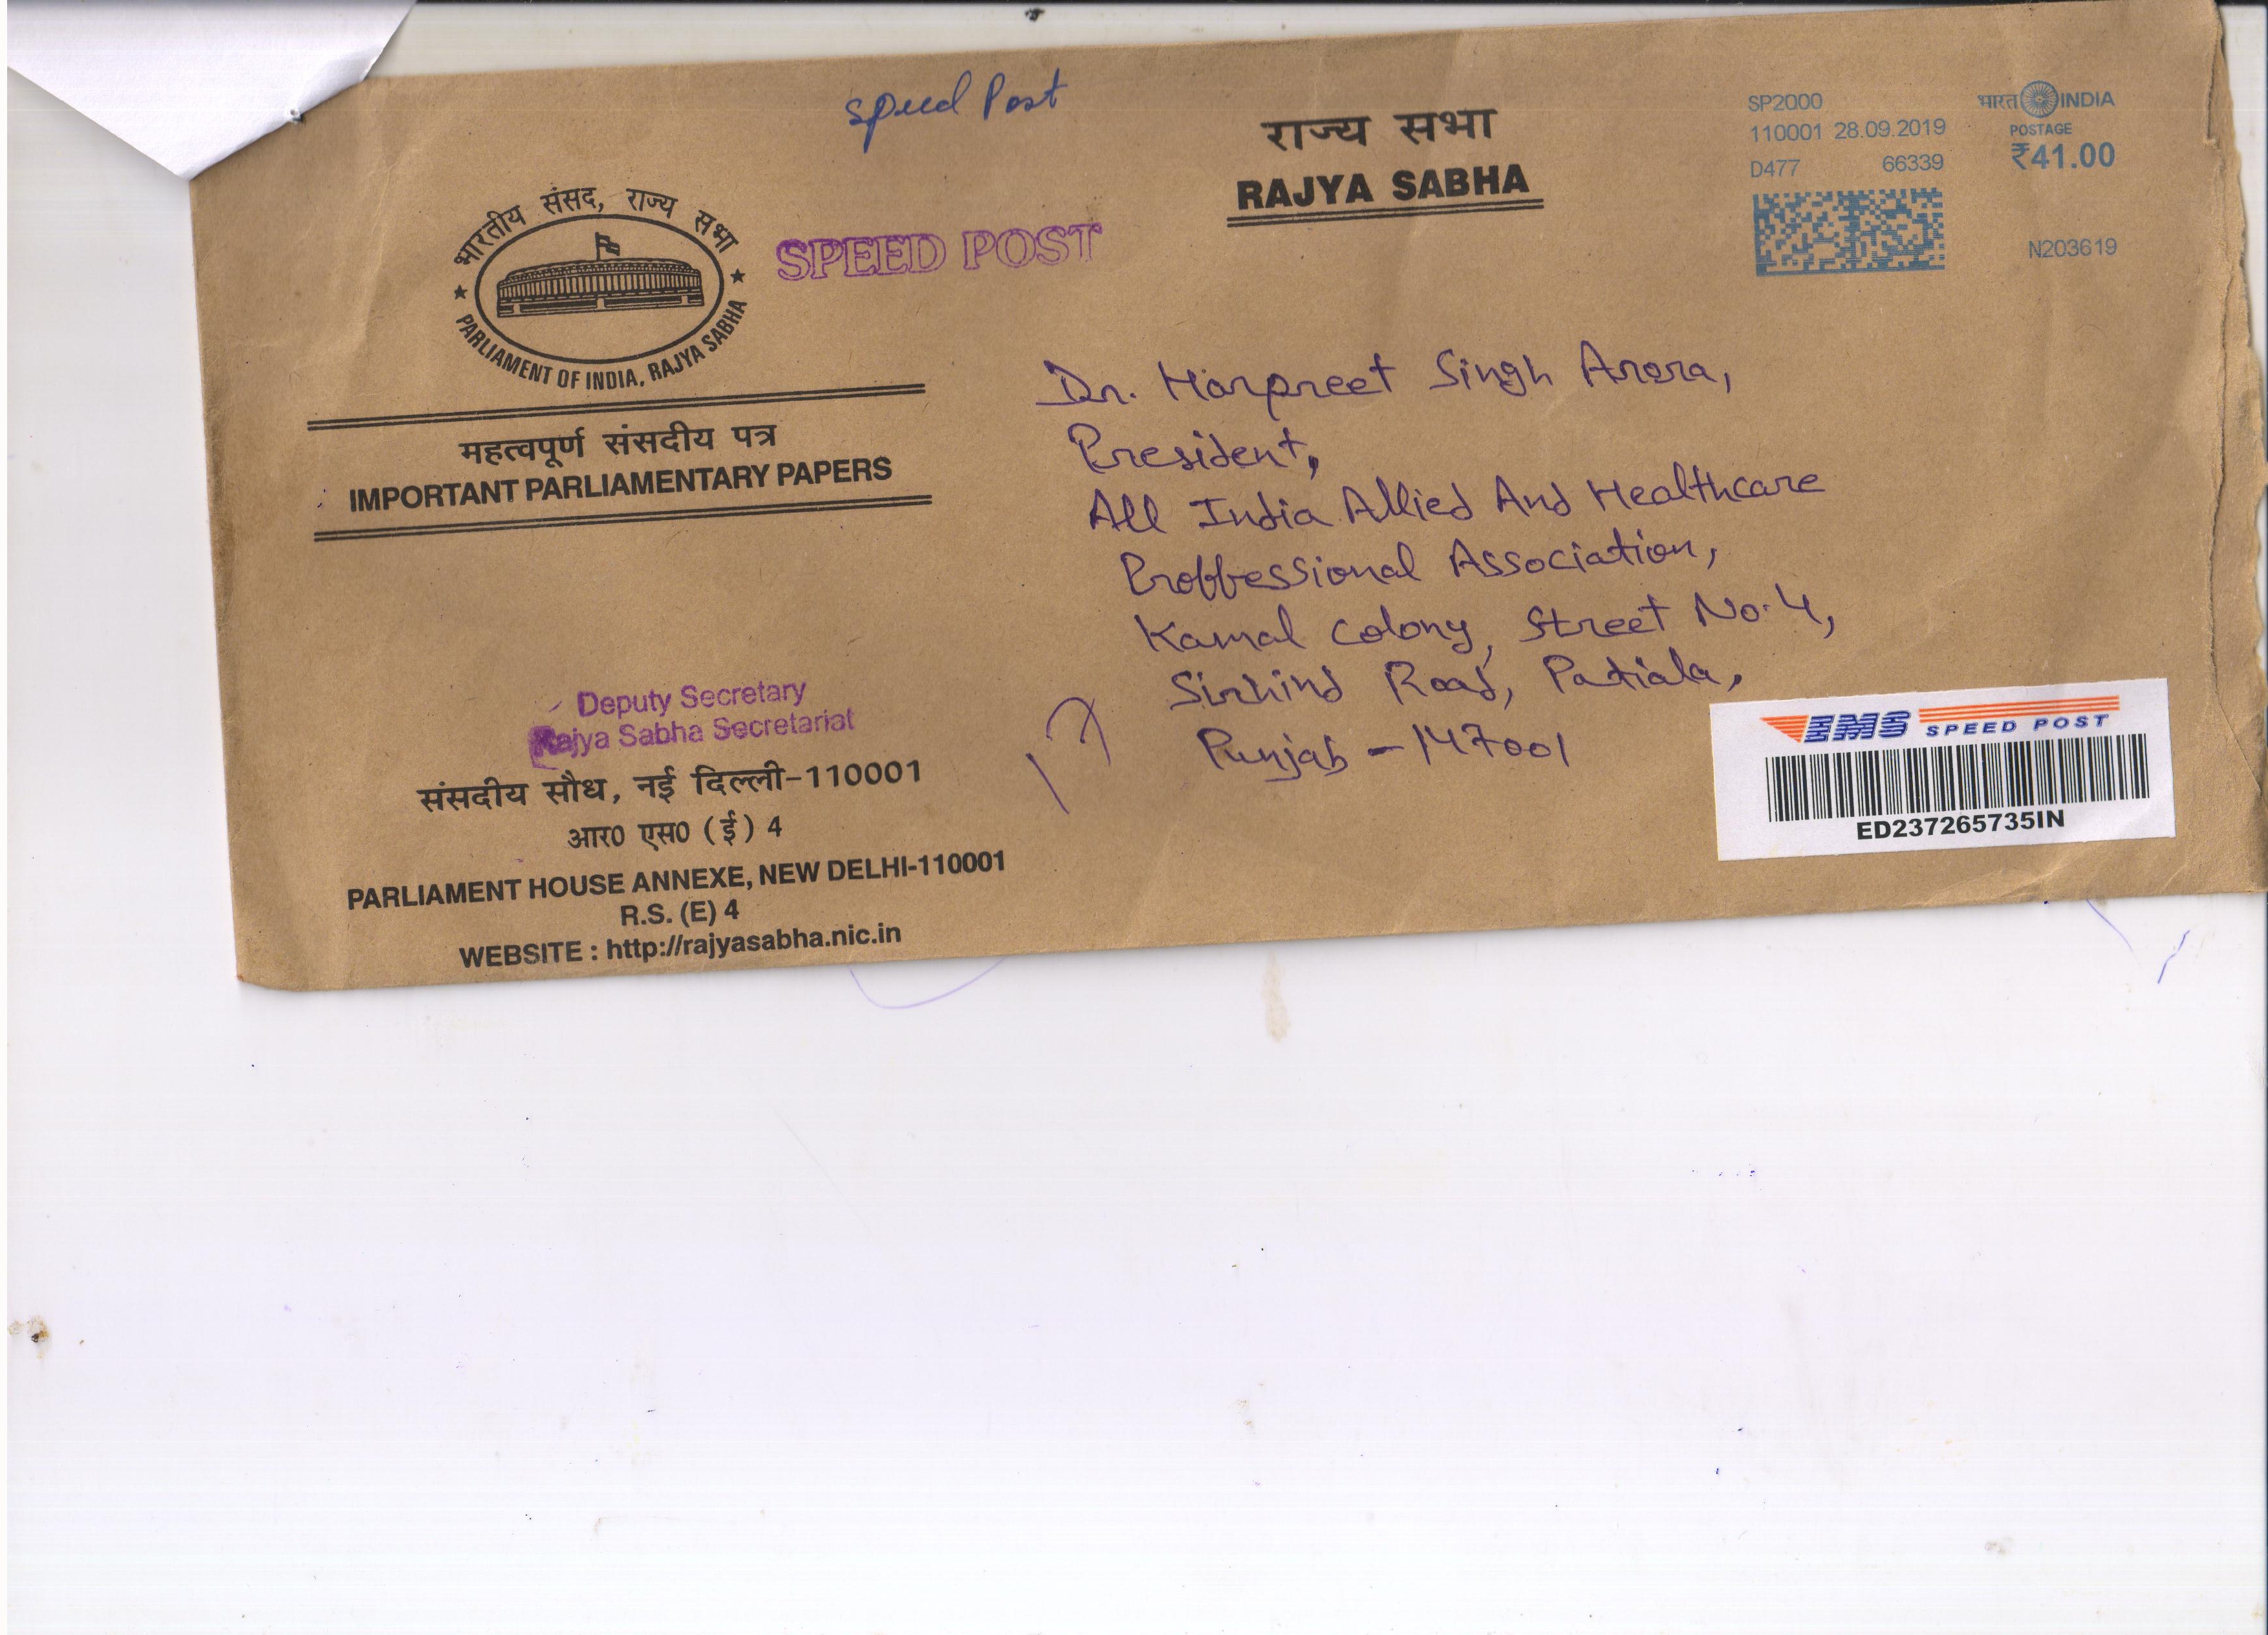 speed Post
राज्य सभा
RAJYA SABHA
SP2000
110001 28.09.2019
D477 66339
भारत INDIA
POSTAGE
₹41.00
N203619
भारतीय संसद, राज्य सभा
PARLIAMENT OF INDIA, RAJYA SABHA
SPEED POST
महत्वपूर्ण संसदीय पत्र
IMPORTANT PARLIAMENTARY PAPERS
Dr. Harpreet Singh Arora,
President,
All India Allied And Healthcare
Proffessional Association,
Kamal Colony, Street No. 4,
Sirhind Road, Patiala,
Punjab - 147001
Deputy Secretary
Rajya Sabha Secretariat
संसदीय सौध, नई दिल्ली-110001
आर0 एस0 (ई) 4
PARLIAMENT HOUSE ANNEXE, NEW DELHI-110001
R.S. (E) 4
WEBSITE : http://rajyasabha.nic.in
EMS SPEED POST
ED237265735IN